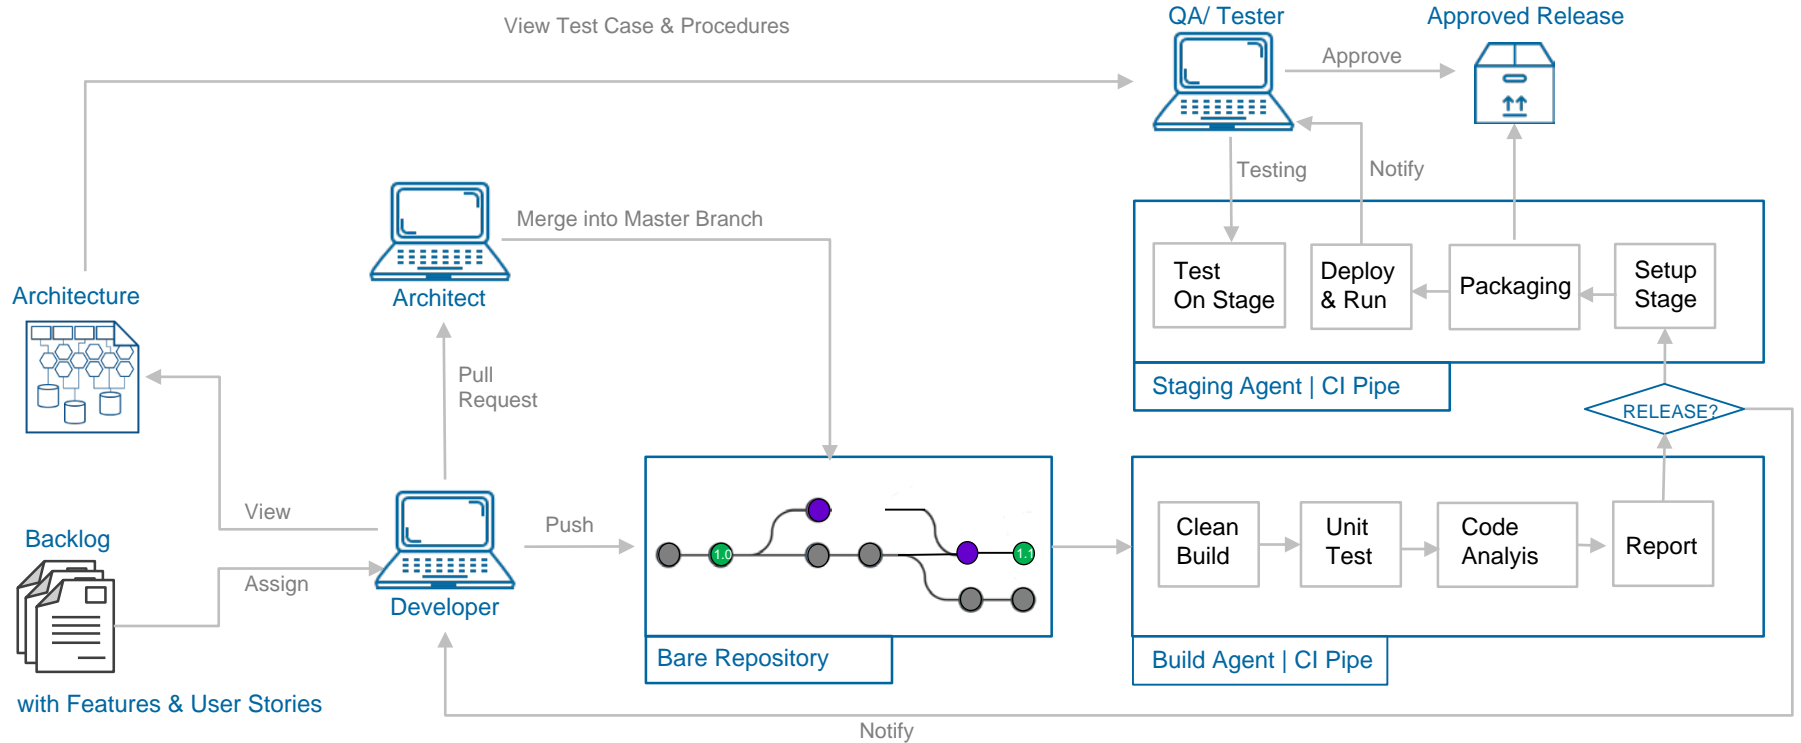 View Test Case & Procedures
QA/ Tester
Approved Release
Approve
Testing
Notify
Merge into Master Branch
Architect
Architecture
Test
On Stage
Deploy
& Run
Packaging
Setup
Stage
Staging Agent | CI Pipe
Pull
Request
RELEASE?
View
Push
Backlog
Assign
Developer
1.0
1.1
Clean
Build
Unit
Test
Code
Analyis
Report
Bare Repository
Build Agent | CI Pipe
with Features & User Stories
Notify